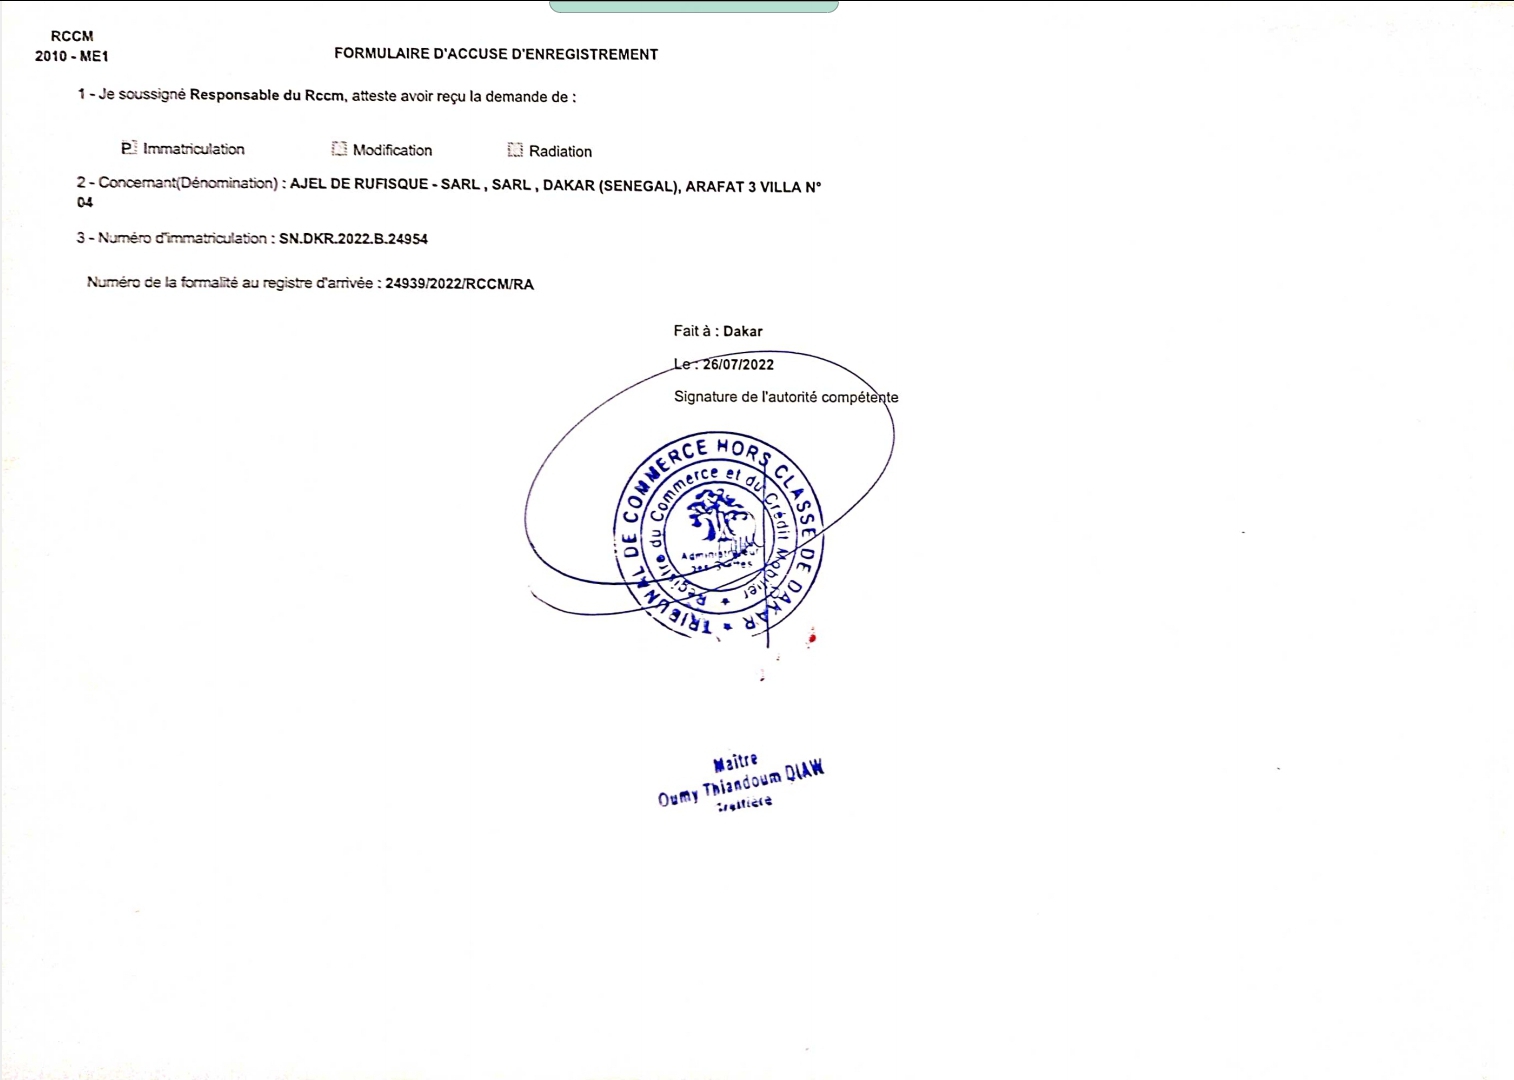 RCCM
2010 - ME1
FORMULAIRE D'ACCUSE D'ENREGISTREMENT
1 - Je soussigné Responsable du Rccm, atteste avoir reçu la demande de :
P Immatriculation Modification Radiation
2 - Concernant(Dénomination) : AJEL DE RUFISQUE - SARL , SARL , DAKAR (SENEGAL), ARAFAT 3 VILLA N°
04
3 - Numéro d'immatriculation : SN.DKR.2022.B.24954
Numéro de la formalité au registre d'arrivée : 24939/2022/RCCM/RA
Fait à : Dakar
Le : 26/07/2022
Signature de l'autorité compétente
TRIBUNAL DE COMMERCE HORS CLASSE DE DAKAR
Registre du Commerce et du Crédit Mobilier
Administrateur
des Greffes
Maître
Oumy Thiandoum DIAW
Greffière